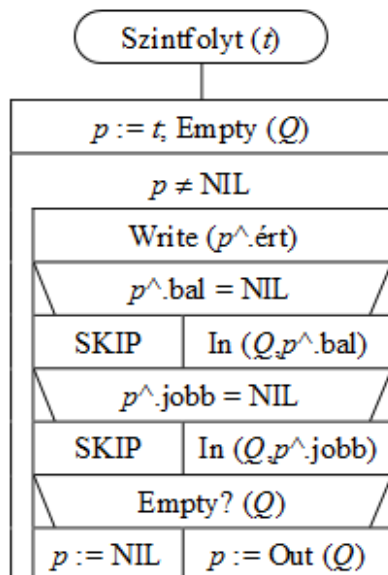 Szintfolyt (t)
p := t; Empty (Q)
p ≠ NIL
Write (p^.ért)
p^.bal = NIL
SKIP In (Q,p^.bal)
p^.jobb = NIL
SKIP In (Q,p^.jobb)
Empty? (Q)
p := NIL p := Out (Q)